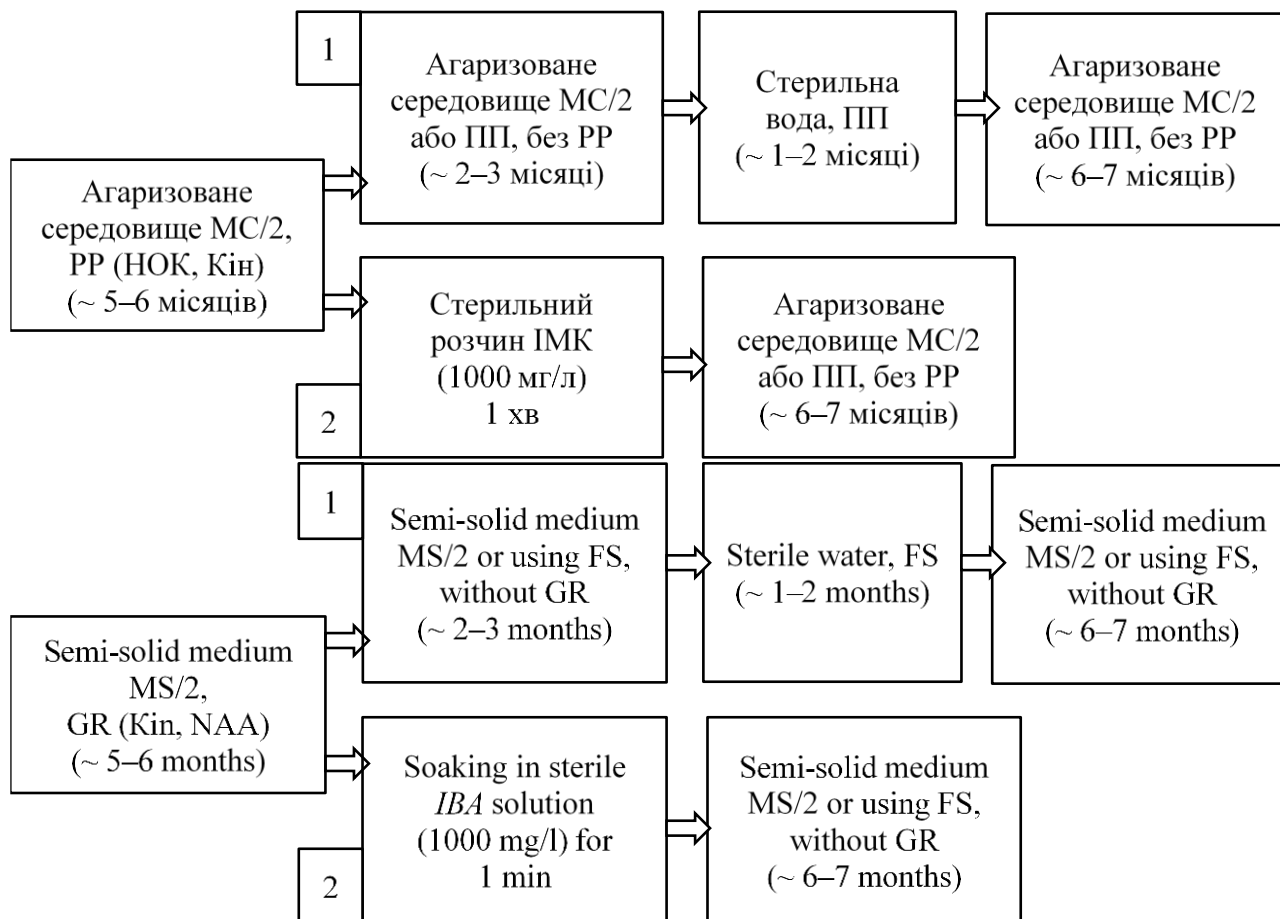 1
Агаризоване
середовище МС/2
або ПП, без РР
(~ 2–3 місяці)
Стерильна
вода, ПП
(~ 1–2 місяці)
Агаризоване
середовище МС/2
або ПП, без РР
(~ 6–7 місяців)
Агаризоване
середовище МС/2,
РР (НОК, Кін)
(~ 5–6 місяців)
2
Стерильний
розчин ІМК
(1000 мг/л)
1 хв
Агаризоване
середовище МС/2
або ПП, без РР
(~ 6–7 місяців)
1
Semi-solid medium
MS/2 or using FS,
without GR
(~ 2–3 months)
Sterile water, FS
(~ 1–2 months)
Semi-solid medium
MS/2 or using FS,
without GR
(~ 6–7 months)
Semi-solid medium
MS/2,
GR (Kin, NAA)
(~ 5–6 months)
2
Soaking in sterile
IBA solution
(1000 mg/l) for
1 min
Semi-solid medium
MS/2 or using FS,
without GR
(~ 6–7 months)